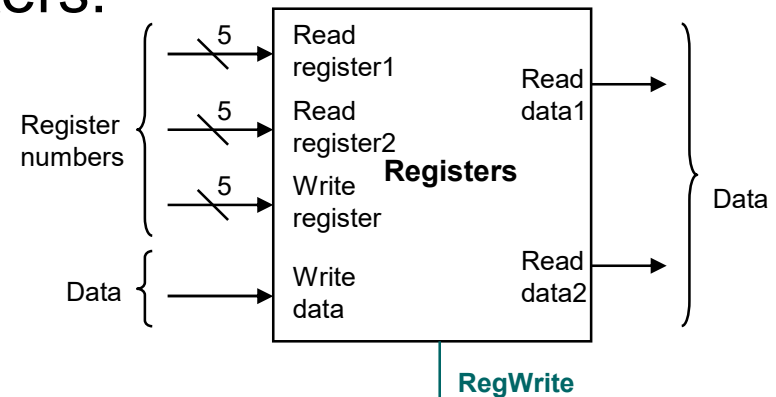 ers:
5
Read
register1
5
Read
register2
5
Write
register
Write
data
Register
numbers
Data
Registers
Read
data1
Read
data2
Data
RegWrite